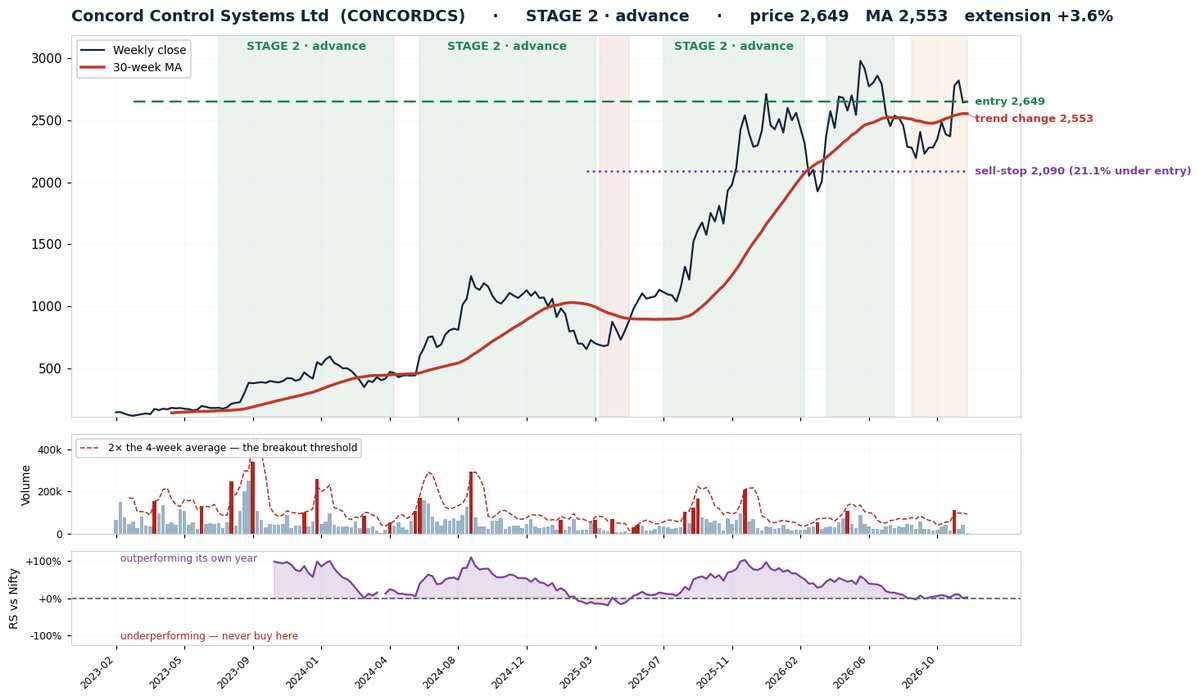 Concord Control Systems Ltd (CONCORDCS) · STAGE 2 · advance · price 2,649 MA 2,553 extension +3.6%
Weekly close
30-week MA
STAGE 2 · advance
STAGE 2 · advance
STAGE 2 · advance
3000
2500
2000
1500
1000
500
entry 2,649
trend change 2,553
sell-stop 2,090 (21.1% under entry)
Volume
400k
200k
0
2× the 4-week average — the breakout threshold
RS vs Nifty
+100%
+0%
-100%
outperforming its own year
underperforming — never buy here
2023-02
2023-05
2023-09
2024-01
2024-04
2024-08
2024-12
2025-03
2025-07
2025-11
2026-02
2026-06
2026-10